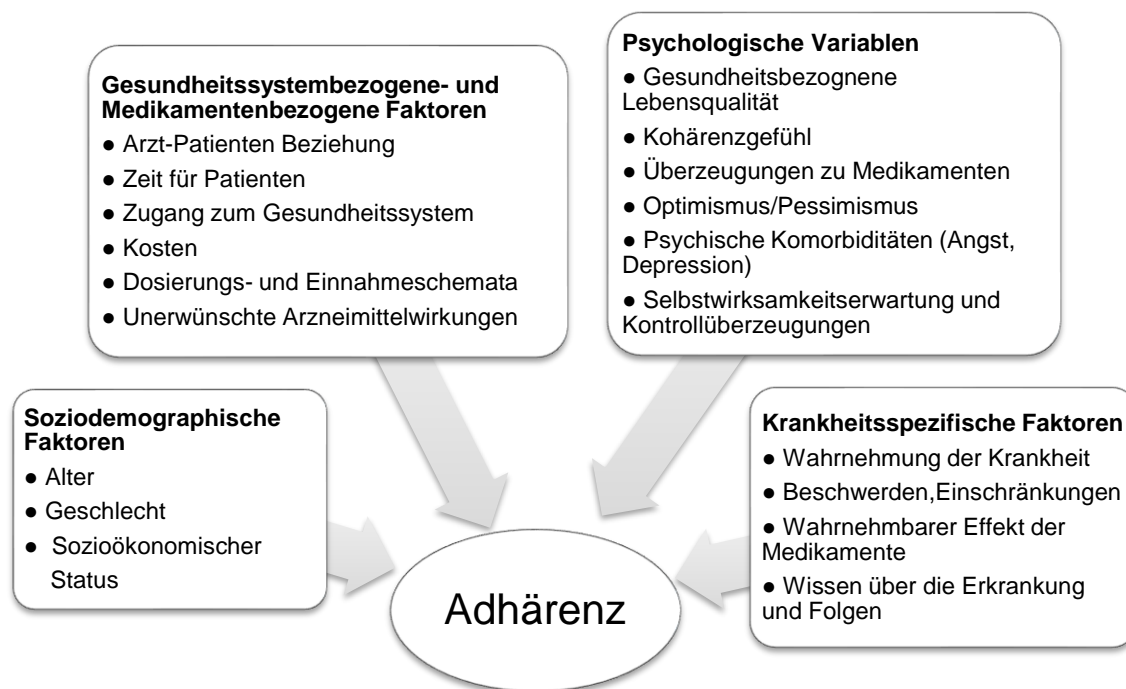 Gesundheitssystembezogene- und
Medikamentenbezogene Faktoren
● Arzt-Patienten Beziehung
● Zeit für Patienten
● Zugang zum Gesundheitssystem
● Kosten
● Dosierungs- und Einnahmeschemata
● Unerwünschte Arzneimittelwirkungen
Psychologische Variablen
● Gesundheitsbezognene
Lebensqualität
● Kohärenzgefühl
● Überzeugungen zu Medikamenten
● Optimismus/Pessimismus
● Psychische Komorbiditäten (Angst,
Depression)
● Selbstwirksamkeitserwartung und
Kontrollüberzeugungen
Soziodemographische
Faktoren
● Alter
● Geschlecht
● Sozioökonomischer
Status
Krankheitsspezifische Faktoren
● Wahrnehmung der Krankheit
● Beschwerden,Einschränkungen
● Wahrnehmbarer Effekt der
Medikamente
● Wissen über die Erkrankung
und Folgen
Adhärenz